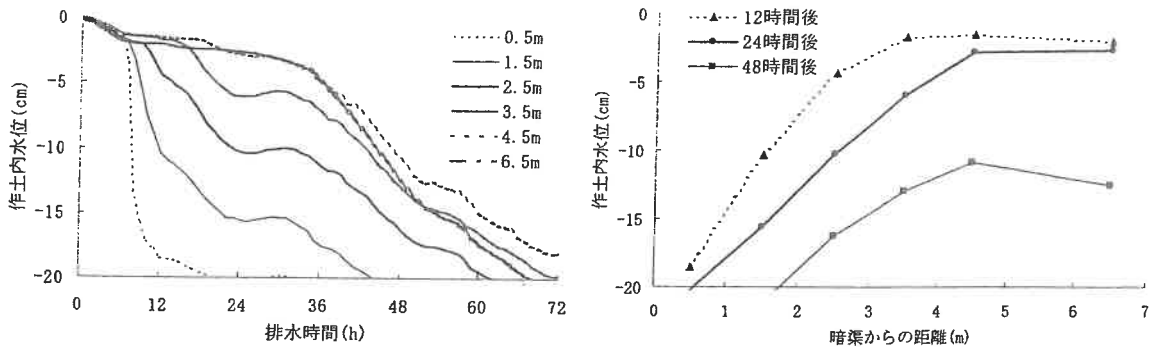 0
-5
-10
-15
-20
作土内水位(cm)
0 12 24 36 48 60 72
排水時間(h)
0.5m
1.5m
2.5m
3.5m
4.5m
6.5m
12時間後
24時間後
48時間後
0
-5
-10
-15
-20
作土内水位(cm)
0 1 2 3 4 5 6 7
暗渠からの距離(m)